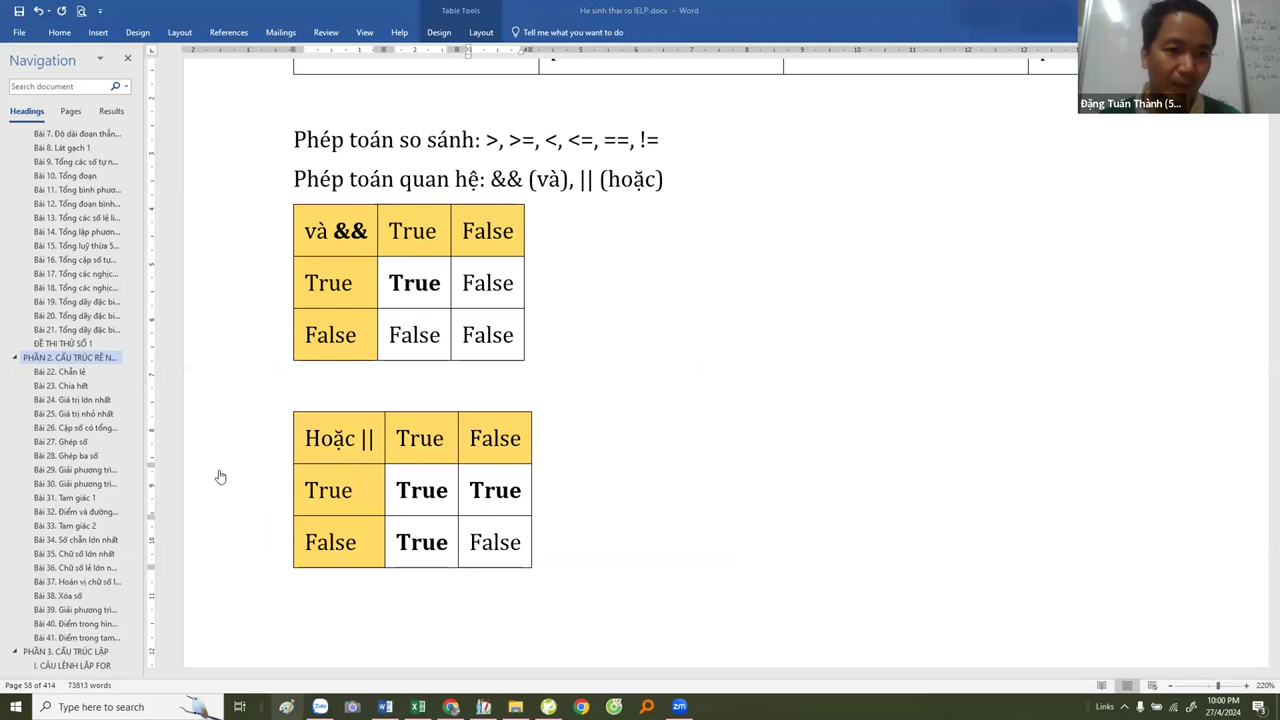 Table Tools
He sinh thai so IELP.docx - Word
File Home Insert Design Layout References Mailings Review View Help Design Layout Tell me what you want to do
Đặng Tuấn Thành (5...
Navigation
Search document
Headings Pages Results
Bài 7. Độ dài đoạn thẳn...
Bài 8. Lát gạch 1
Bài 9. Tổng các số tự n...
Bài 10. Tổng đoạn
Bài 11. Tổng bình phươ...
Bài 12. Tổng đoạn bình...
Bài 13. Tổng các số lẻ li...
Bài 14. Tổng lập phươn...
Bài 15. Tổng luỹ thừa 5...
Bài 16. Tổng cặp số tự...
Bài 17. Tổng các nghịc...
Bài 18. Tổng các nghịc...
Bài 19. Tổng dãy đặc bi...
Bài 20. Tổng dãy đặc bi...
Bài 21. Tổng dãy đặc bi...
ĐỀ THI THỬ SỐ 1
PHẦN 2. CẤU TRÚC RẼ N...
Bài 22. Chẵn lẻ
Bài 23. Chia hết
Bài 24. Giá trị lớn nhất
Bài 25. Giá trị nhỏ nhất
Bài 26. Cặp số có tổng...
Bài 27. Ghép số
Bài 28. Ghép ba số
Bài 29. Giải phương trì...
Bài 30. Giải phương trì...
Bài 31. Tam giác 1
Bài 32. Điểm và đường...
Bài 33. Tam giác 2
Bài 34. Số chẵn lớn nhất
Bài 35. Chữ số lớn nhất
Bài 36. Chữ số lẻ lớn n...
Bài 37. Hoán vị chữ số l...
Bài 38. Xóa số
Bài 39. Giải phương trì...
Bài 40. Điểm trong hìn...
Bài 41. Điểm trong tam...
PHẦN 3. CẤU TRÚC LẶP
I. CÂU LỆNH LẶP FOR
Phép toán so sánh: >, >=, <, <=, ==, !=
Phép toán quan hệ: && (và), || (hoặc)
và && True False
True True False
False False False
Hoặc || True False
True True True
False True False
Page 58 of 414 73813 words
220%
Type here to search
Zalo
zm
Links
10:00 PM
27/4/2024